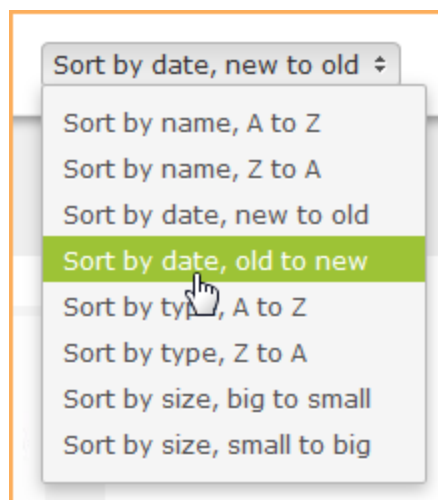 Sort by date, new to old
Sort by name, A to Z
Sort by name, Z to A
Sort by date, new to old
Sort by date, old to new
Sort by type, A to Z
Sort by type, Z to A
Sort by size, big to small
Sort by size, small to big